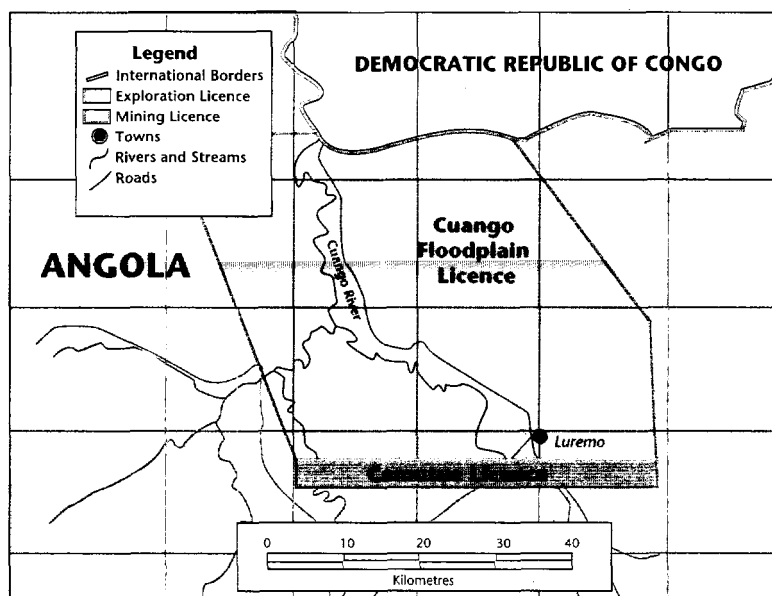 Legend
International Borders
Exploration Licence
Mining Licence
Towns
Rivers and Streams
Roads
DEMOCRATIC REPUBLIC OF CONGO
ANGOLA
Cuango
Floodplain
Licence
Cuango River
Luremo
Licence
0 10 20 30 40
Kilometres